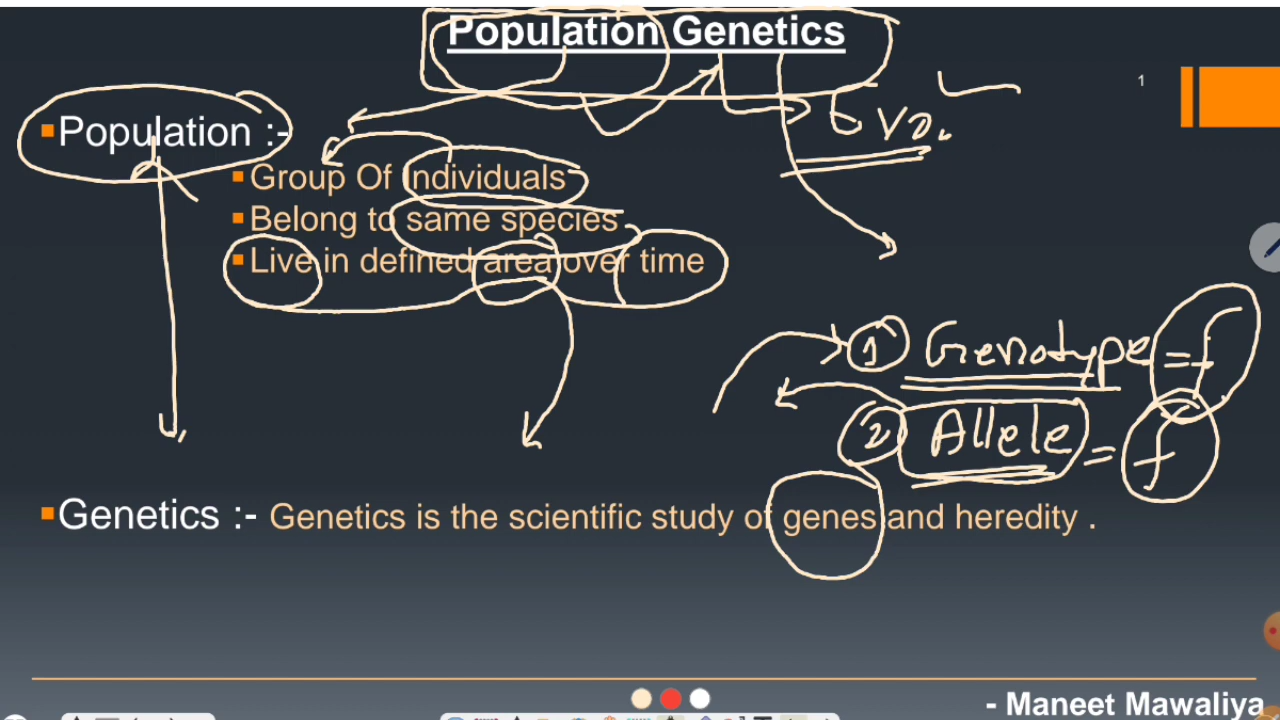 Population Genetics
1
▪Population :-
Evo.
▪Group Of Individuals
▪Belong to same species
▪Live in defined area over time
① Genotype = f
② Allele = f
▪Genetics :- Genetics is the scientific study of genes and heredity .
- Maneet Mawaliya